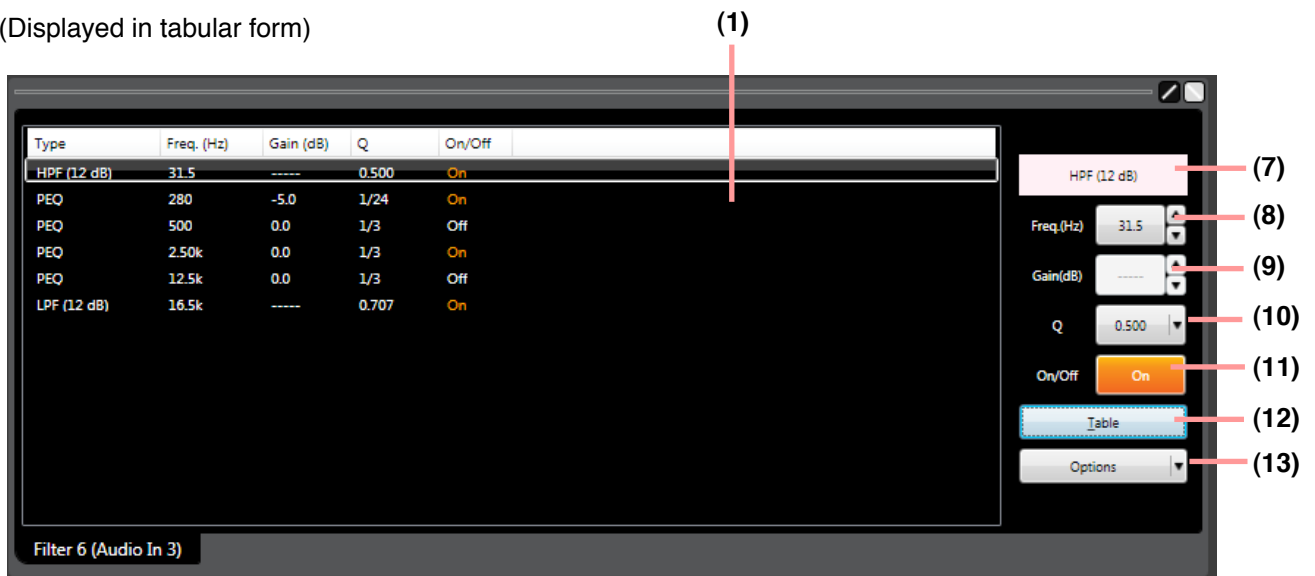 (Displayed in tabular form)
(1)
Type Freq. (Hz) Gain (dB) Q On/Off
HPF (12 dB) 31.5 ----- 0.500 On
PEQ 280 -5.0 1/24 On
PEQ 500 0.0 1/3 Off
PEQ 2.50k 0.0 1/3 On
PEQ 12.5k 0.0 1/3 Off
LPF (12 dB) 16.5k ----- 0.707 On
HPF (12 dB) (7)
Freq.(Hz) 31.5 (8)
Gain(dB) ----- (9)
Q 0.500 (10)
On/Off On (11)
Table (12)
Options (13)
Filter 6 (Audio In 3)